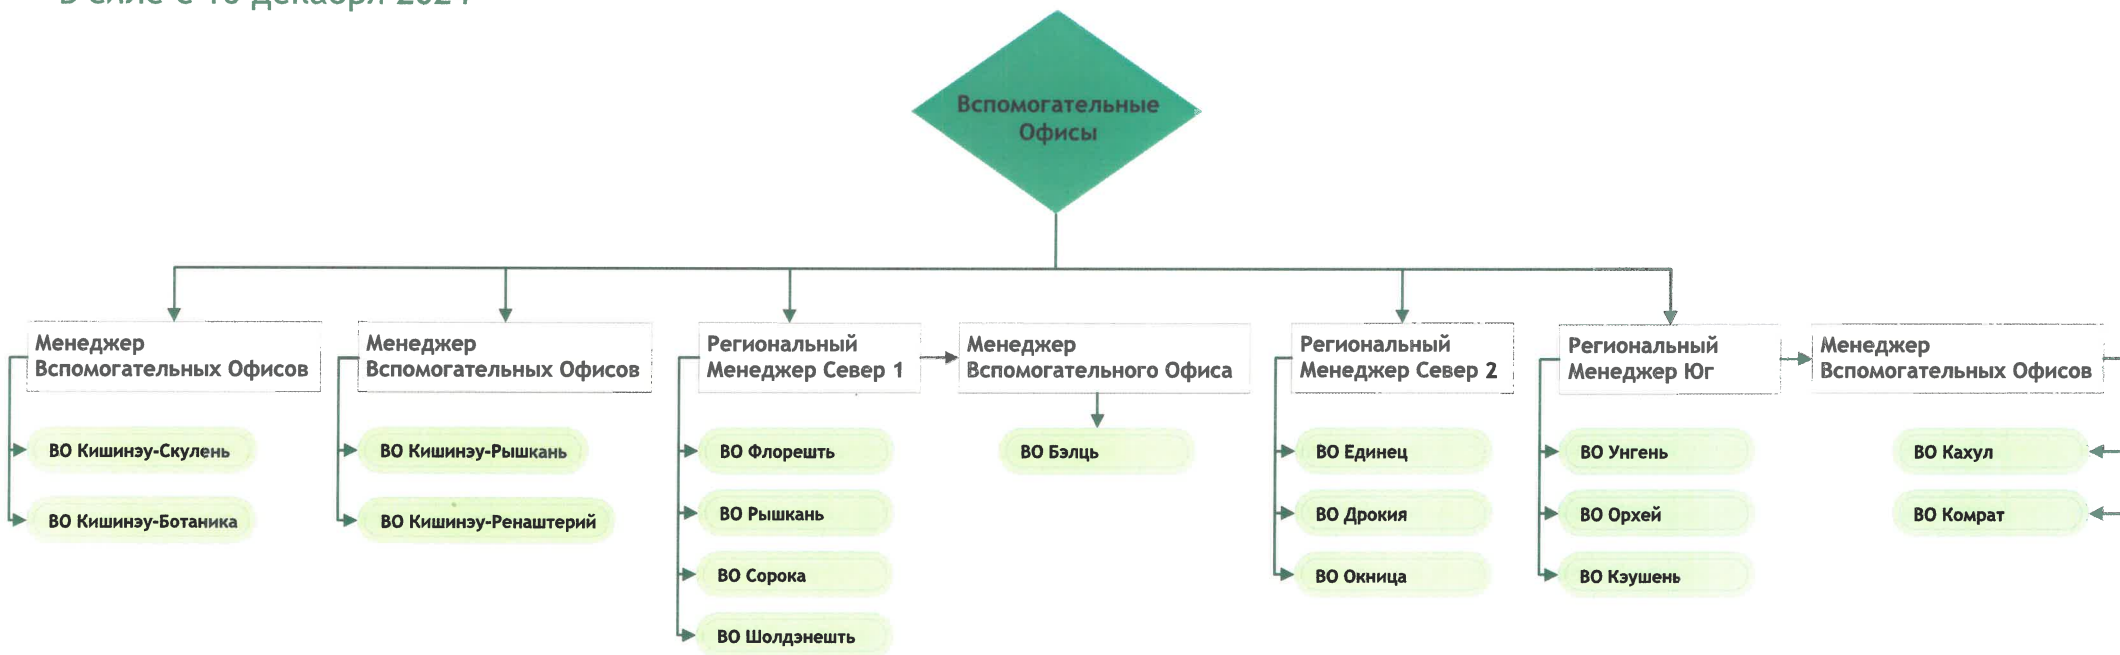 Вспомогательные
Офисы
Менеджер
Вспомогательных Офисов
Менеджер
Вспомогательных Офисов
Региональный
Менеджер Север 1
Менеджер
Вспомогательного Офиса
Региональный
Менеджер Север 2
Региональный
Менеджер Юг
Менеджер
Вспомогательных Офисов
ВО Кишинэу-Скулень
ВО Кишинэу-Ботаника
ВО Кишинэу-Рышкань
ВО Кишинэу-Ренаштерий
ВО Флорешть
ВО Рышкань
ВО Сорока
ВО Шолдэнешть
ВО Бэлць
ВО Единец
ВО Дрокия
ВО Окница
ВО Унгень
ВО Орхей
ВО Кэушень
ВО Кахул
ВО Комрат